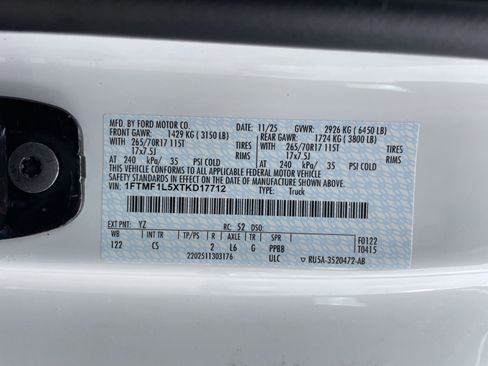 MFD. BY FORD MOTOR CO. 11/25 GVWR: 2926 KG ( 6450 LB)
FRONT GAWR: 1429 KG ( 3150 LB) REAR GAWR: 1724 KG ( 3800 LB)
WITH 265/70R17 115T TIRES WITH 265/70R17 115T TIRES
17x7.5J RIMS 17x7.5J RIMS
AT 240 kPa/ 35 PSI COLD AT 240 kPa/ 35 PSI COLD
THIS VEHICLE CONFORMS TO ALL APPLICABLE FEDERAL MOTOR VEHICLE
SAFETY STANDARDS IN EFFECT ON THE DATE OF MANUFACTURE SHOWN ABOVE.
VIN: 1FTMF1L5XTKD17712 TYPE: Truck
EXT PNT: YZ RC: 52 DSO:
WB INT TR TP/PS R AXLE TR SPR F0122
122 CS 2 L6 G PPBB T0415
2202511303176 ULC ▽ RU5A-3520472-AB